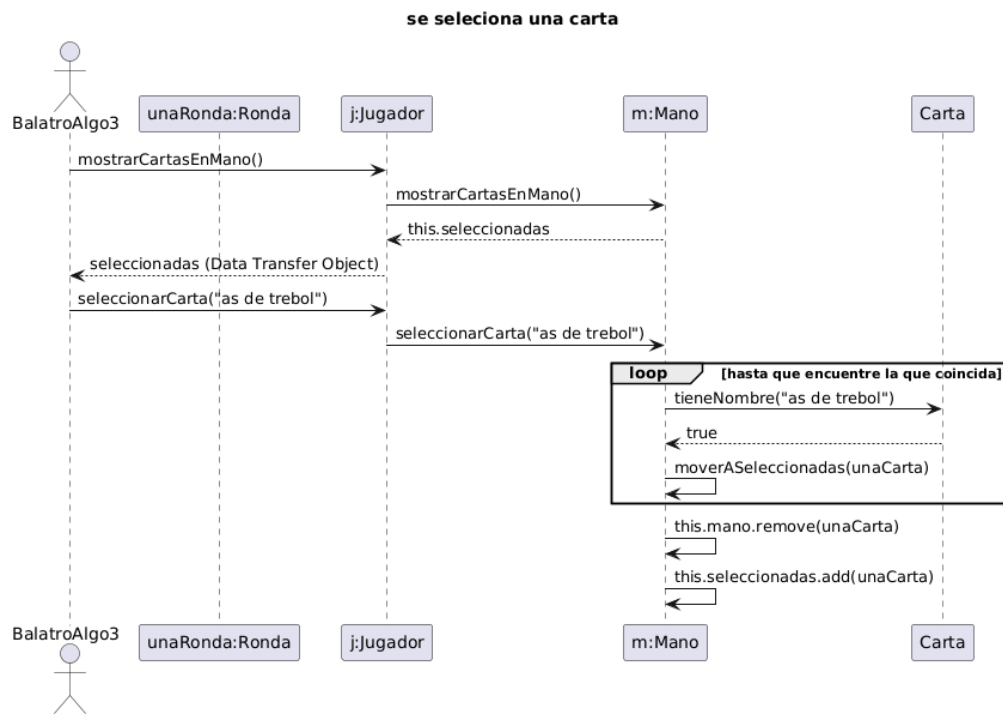 se seleciona una carta
BalatroAlgo3
unaRonda:Ronda
j:Jugador
m:Mano
Carta
mostrarCartasEnMano()
mostrarCartasEnMano()
this.seleccionadas
seleccionadas (Data Transfer Object)
seleccionarCarta("as de trebol")
seleccionarCarta("as de trebol")
loop
[hasta que encuentre la que coincida]
tieneNombre("as de trebol")
true
moverASeleccionadas(unaCarta)
this.mano.remove(unaCarta)
this.seleccionadas.add(unaCarta)
BalatroAlgo3
unaRonda:Ronda
j:Jugador
m:Mano
Carta